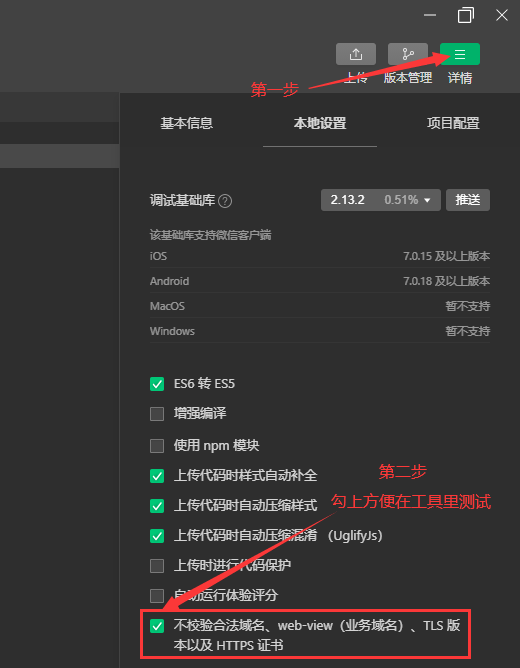 上传 版本管理 详情
第一步
基本信息 本地设置 项目配置
调试基础库 ? 2.13.2 0.51% 推送
该基础库支持微信客户端
iOS 7.0.15 及以上版本
Android 7.0.18 及以上版本
MacOS 暂不支持
Windows 暂不支持
ES6 转 ES5
增强编译
使用 npm 模块
上传代码时样式自动补全
第二步
上传代码时自动压缩样式
勾上方便在工具里测试
上传代码时自动压缩混淆 （UglifyJs）
上传时进行代码保护
自动运行体验评分
不校验合法域名、web-view（业务域名）、TLS 版
本以及 HTTPS 证书